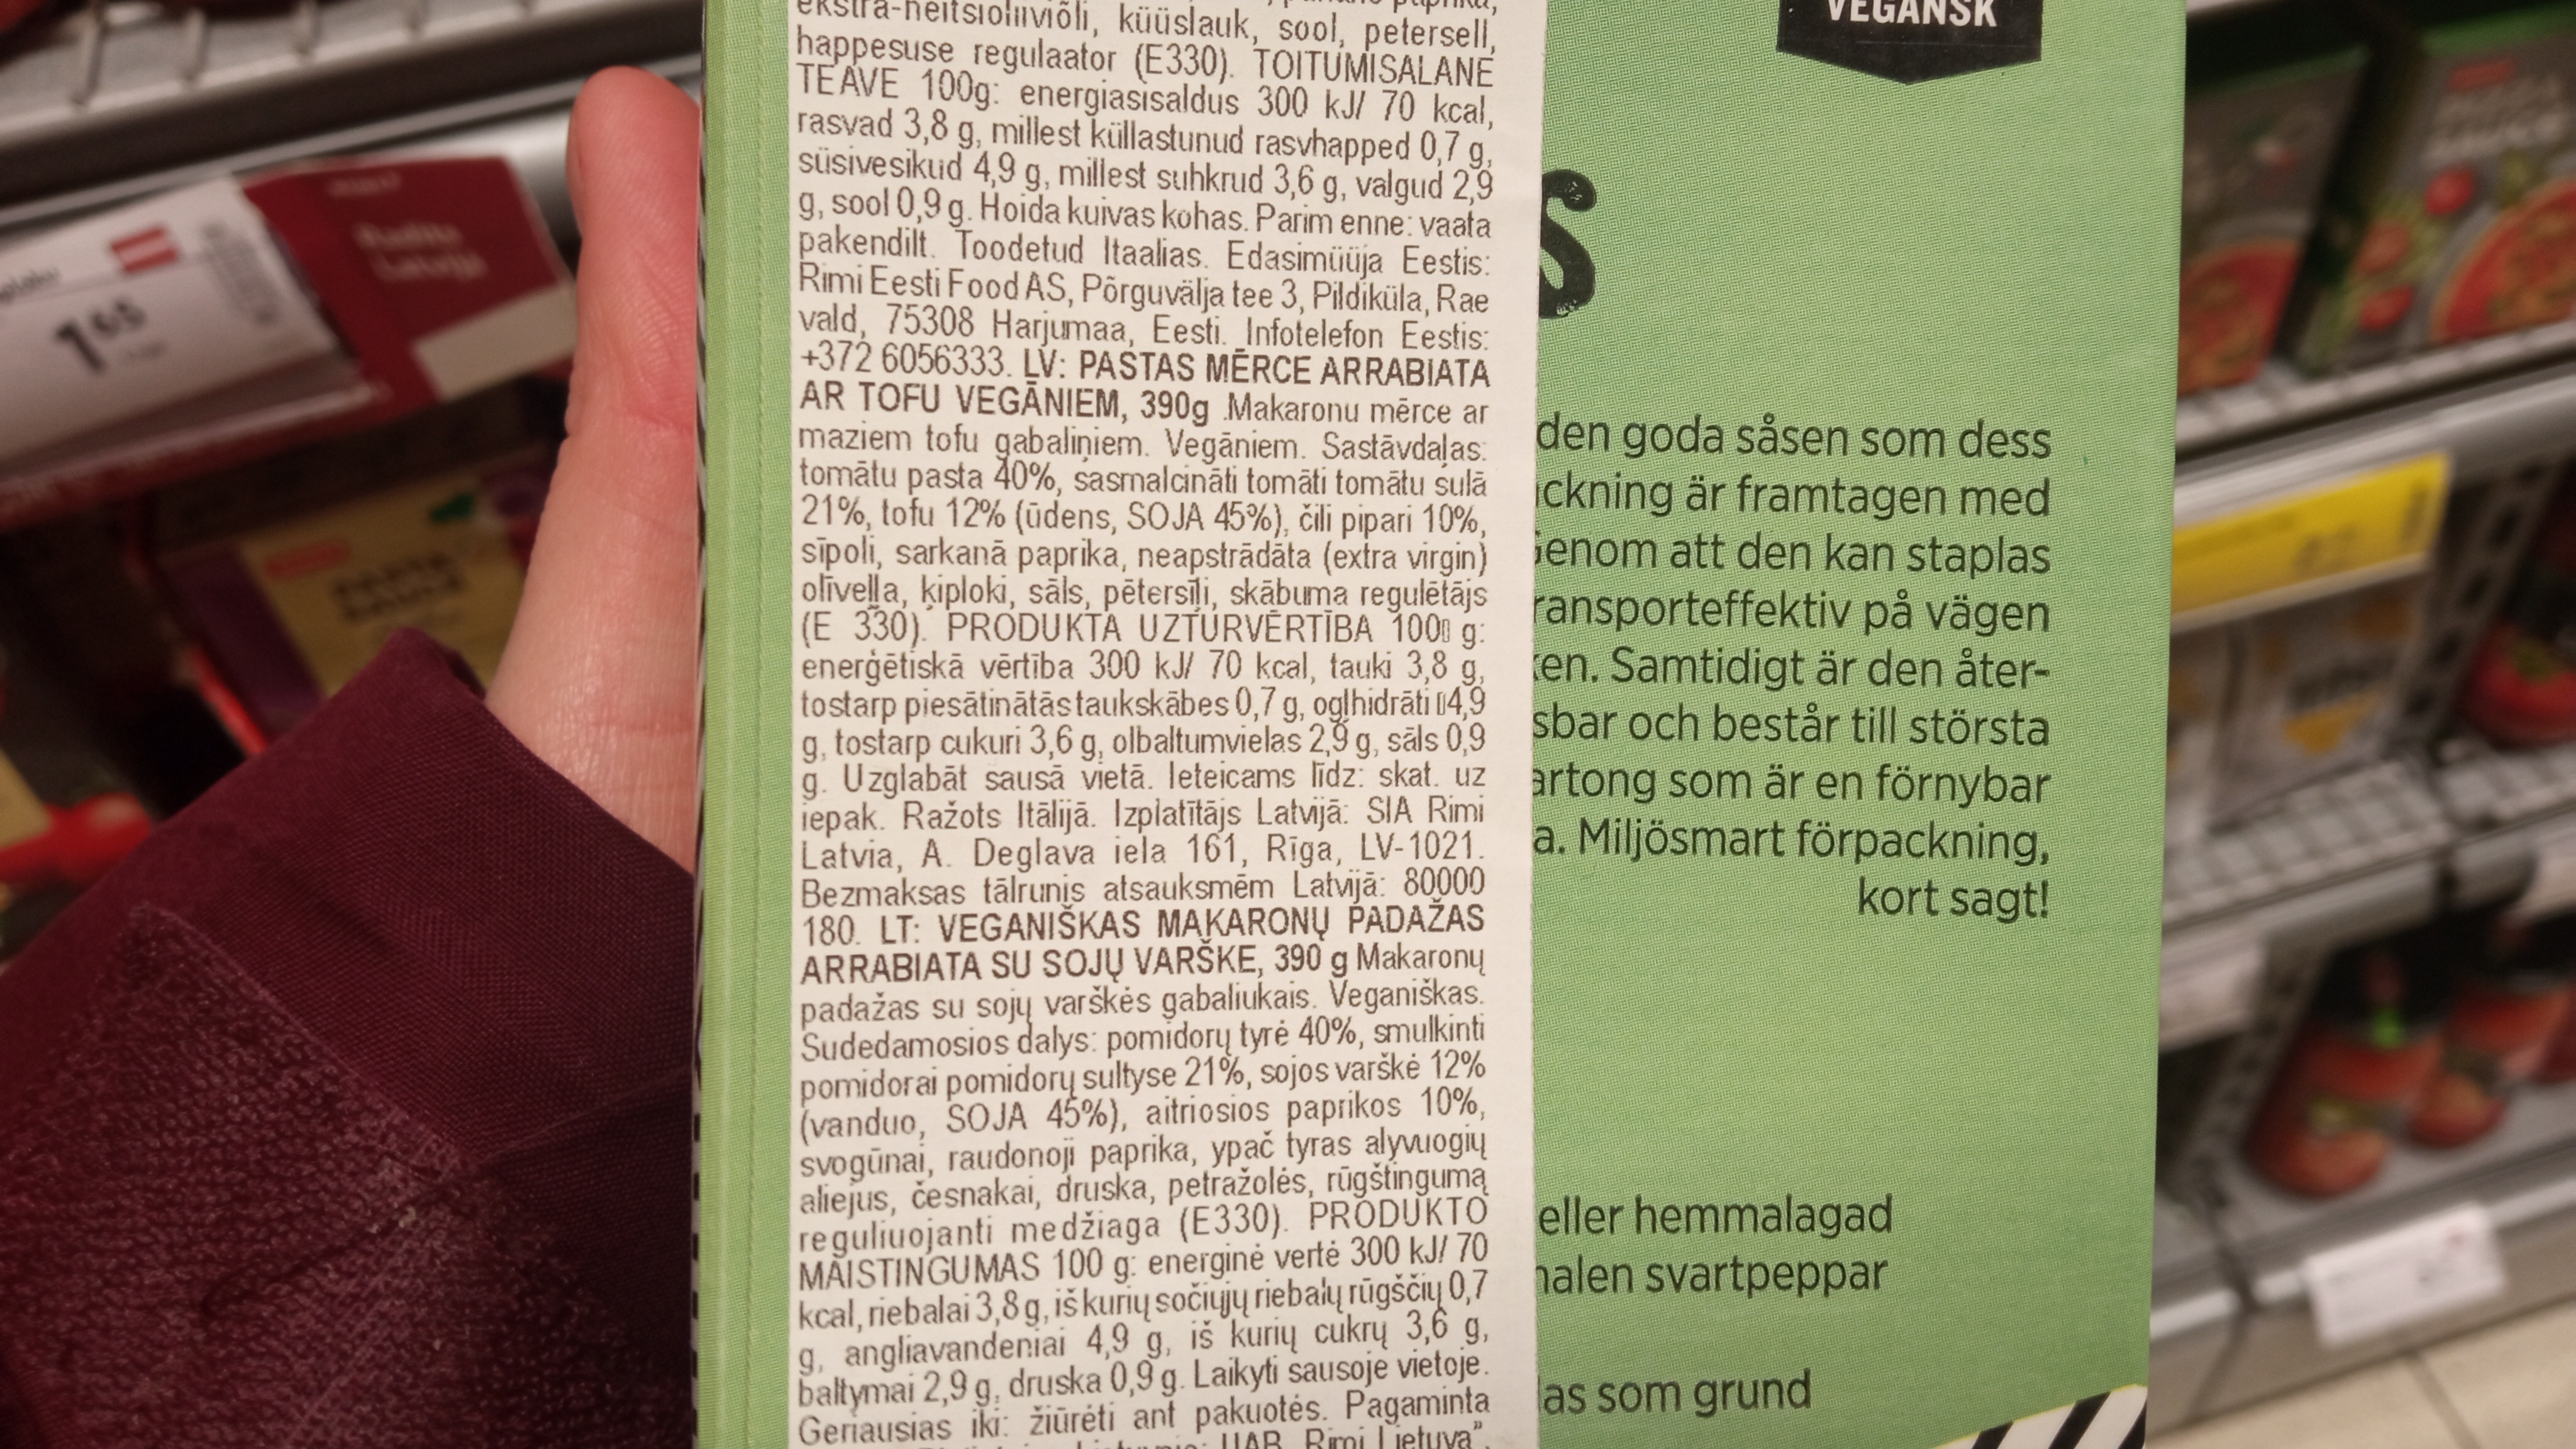 ekstra-neitsioliiviõli, küüslauk, sool, petersell,
happesuse regulaator (E330). TOITUMISALANE
TEAVE 100g: energiasisaldus 300 kJ/ 70 kcal,
rasvad 3,8 g, millest küllastunud rasvhapped 0,7 g,
süsivesikud 4,9 g, millest suhkrud 3,6 g, valgud 2,9
g, sool 0,9 g. Hoida kuivas kohas. Parim enne: vaata
pakendilt. Toodetud Itaalias. Edasimüüja Eestis:
Rimi Eesti Food AS, Põrguvälja tee 3, Pildiküla, Rae
vald, 75308 Harjumaa, Eesti. Infotelefon Eestis:
+372 6056333. LV: PASTAS MĒRCE ARRABIATA
AR TOFU VEGĀNIEM, 390g .Makaronu mērce ar
maziem tofu gabaliņiem. Vegāniem. Sastāvdaļas:
tomātu pasta 40%, sasmalcināti tomāti tomātu sulā
21%, tofu 12% (ūdens, SOJA 45%), čili pipari 10%,
sīpoli, sarkanā paprika, neapstrādāta (extra virgin)
olīveļļa, ķiploki, sāls, pētersīļi, skābuma regulētājs
(E 330). PRODUKTA UZTURVĒRTĪBA 100 g:
enerģētiskā vērtība 300 kJ/ 70 kcal, tauki 3,8 g,
tostarp piesātinātās taukskābes 0,7 g, ogļhidrāti 4,9
g, tostarp cukuri 3,6 g, olbaltumvielas 2,9 g, sāls 0,9
g. Uzglabāt sausā vietā. Ieteicams līdz: skat. uz
iepak. Ražots Itālijā. Izplatītājs Latvijā: SIA Rimi
Latvia, A. Deglava iela 161, Rīga, LV-1021.
Bezmaksas tālrunis atsauksmēm Latvijā: 80000
180. LT: VEGANIŠKAS MAKARONŲ PADAŽAS
ARRABIATA SU SOJŲ VARŠKE, 390 g Makaronų
padažas su sojų varškės gabaliukais. Veganiškas.
Sudedamosios dalys: pomidorų tyrė 40%, smulkinti
pomidorai pomidorų sultyse 21%, sojos varškė 12%
(vanduo, SOJA 45%), aitriosios paprikos 10%,
svogūnai, raudonoji paprika, ypač tyras alyvuogių
aliejus, česnakai, druska, petražolės, rūgštingumą
reguliuojanti medžiaga (E330). PRODUKTO
MAISTINGUMAS 100 g: energinė vertė 300 kJ/ 70
kcal, riebalai 3,8 g, iš kurių sočiųjų riebalų rūgščių 0,7
g, angliavandeniai 4,9 g, iš kurių cukrų 3,6 g,
baltymai 2,9 g, druska 0,9 g. Laikyti sausoje vietoje.
Geriausias iki: žiūrėti ant pakuotės. Pagaminta
UAB „Rimi Lietuva",
VEGANSK
S
den goda såsen som dess
ckning är framtagen med
Genom att den kan staplas
ransporteffektiv på vägen
en. Samtidigt är den åter-
sbar och består till största
artong som är en förnybar
a. Miljösmart förpackning,
kort sagt!
eller hemmalagad
malen svartpeppar
las som grund
1 65
PASTA
SAUCE